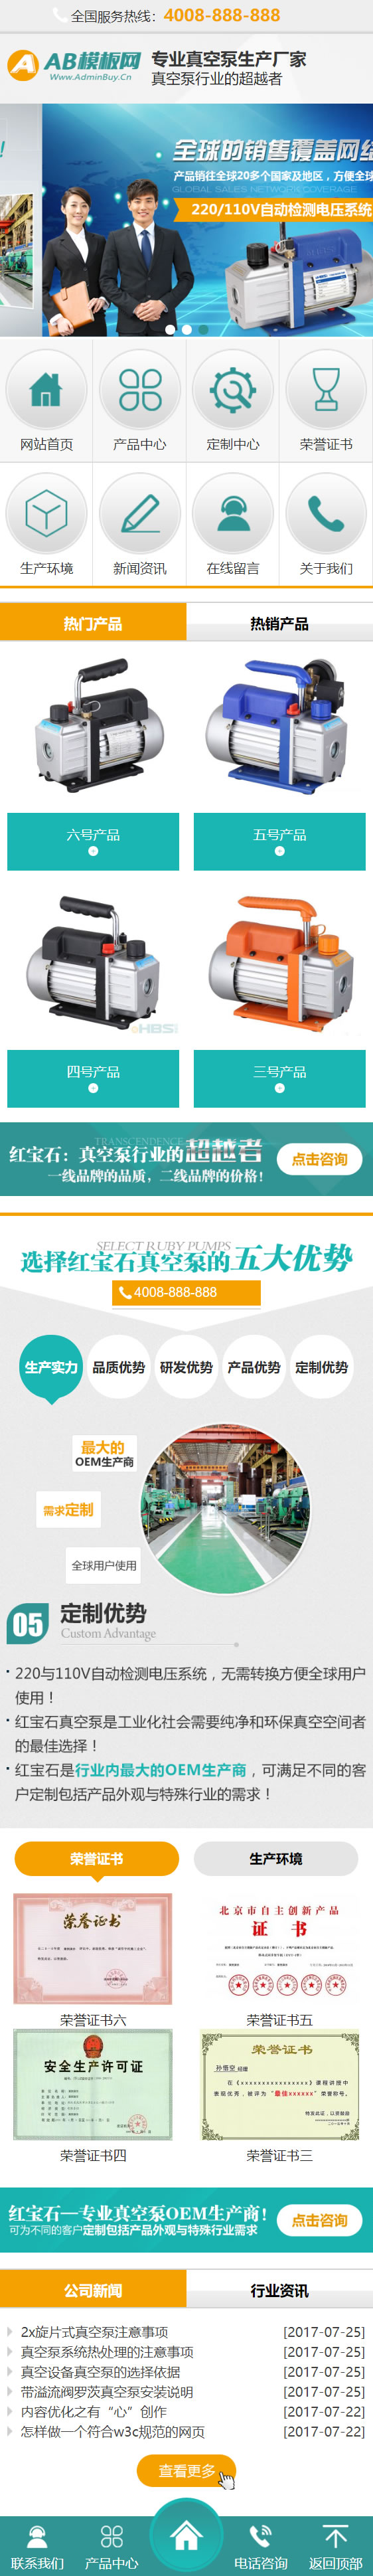 全国服务热线：4008-888-888
AB模板网
www.AdminBuy.Cn
专业真空泵生产厂家
真空泵行业的超越者
全球的销售覆盖网络
产品销往全球20多个国家及地区，方便全球
GLOBAL SALES NETWORK COVERAGE
220/110V自动检测电压系统
网站首页 产品中心 定制中心 荣誉证书
生产环境 新闻资讯 在线留言 关于我们
热门产品 热销产品
六号产品 五号产品
HBS
四号产品 三号产品
TRANSCENDENCE
红宝石：真空泵行业的超越者
一线品牌的品质，二线品牌的价格！
点击咨询
SELECT RUBY PUMPS
选择红宝石真空泵的五大优势
4008-888-888
生产实力 品质优势 研发优势 产品优势 定制优势
最大的
OEM生产商
需求定制
全球用户使用
05 定制优势
Custom Advantage
220与110V自动检测电压系统，无需转换方便全球用户
使用！
红宝石真空泵是工业化社会需要纯净和环保真空空间者
的最佳选择！
红宝石是行业内最大的OEM生产商，可满足不同的客
户定制包括产品外观与特殊行业的需求！
荣誉证书 生产环境
荣誉证书
北京市自主创新产品
证 书
荣誉证书六 荣誉证书五
安全生产许可证
荣誉证书
孙悟空
荣誉证书四 荣誉证书三
红宝石—专业真空泵OEM生产商！
可为不同的客户定制包括产品外观与特殊行业需求
点击咨询
公司新闻 行业资讯
2x旋片式真空泵注意事项 [2017-07-25]
真空泵系统热处理的注意事项 [2017-07-25]
真空设备真空泵的选择依据 [2017-07-25]
带溢流阀罗茨真空泵安装说明 [2017-07-25]
内容优化之有“心”创作 [2017-07-22]
怎样做一个符合w3c规范的网页 [2017-07-22]
查看更多
联系我们 产品中心 电话咨询 返回顶部